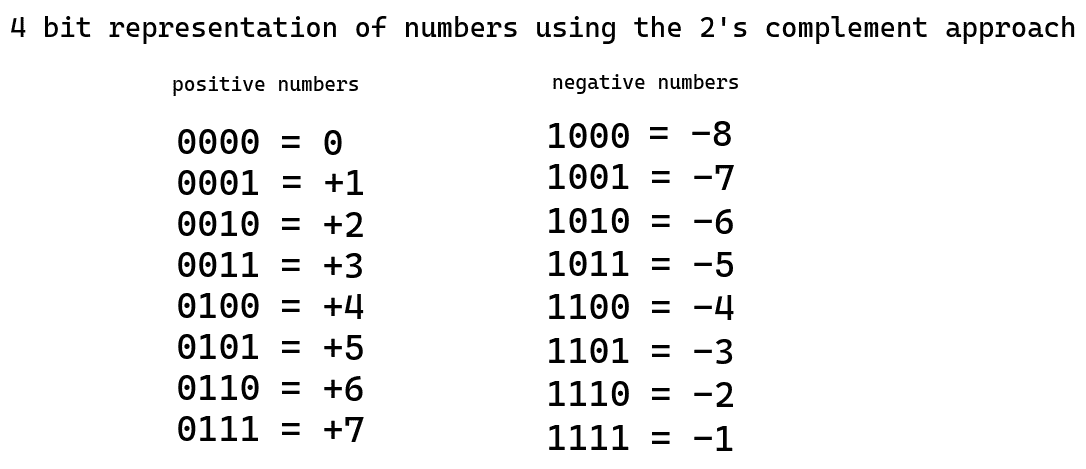 4 bit representation of numbers using the 2's complement approach
positive numbers
0000 = 0
0001 = +1
0010 = +2
0011 = +3
0100 = +4
0101 = +5
0110 = +6
0111 = +7
negative numbers
1000 = -8
1001 = -7
1010 = -6
1011 = -5
1100 = -4
1101 = -3
1110 = -2
1111 = -1